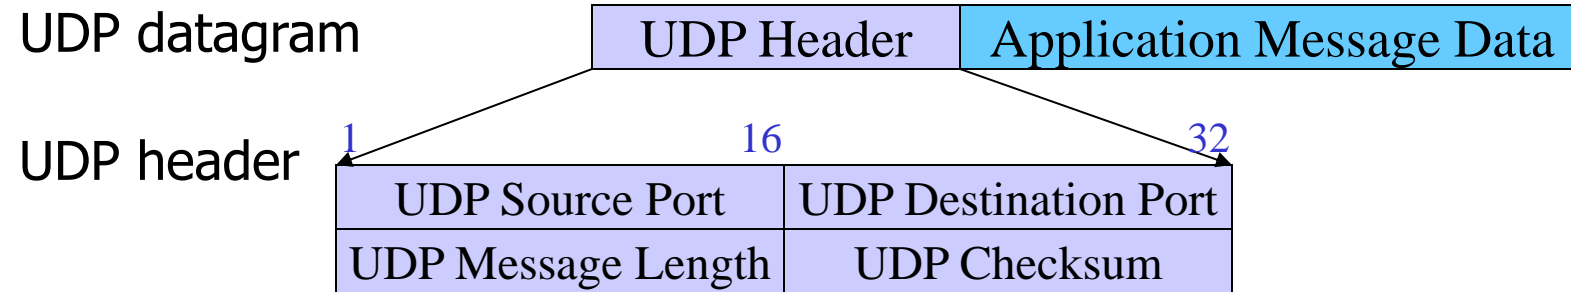 UDP datagram UDP Header Application Message Data
1 16 32
UDP header
UDP Source Port UDP Destination Port
UDP Message Length UDP Checksum